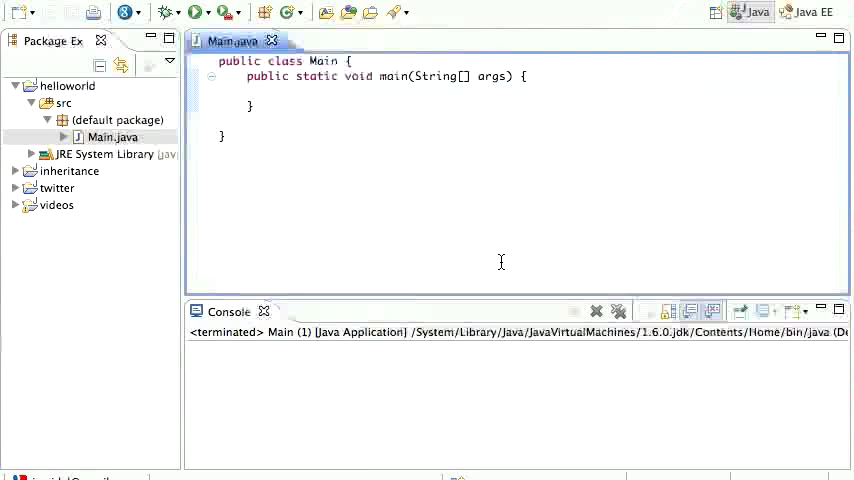 Java
Java EE
Package Ex
Main.java
public class Main {
public static void main(String[] args) {
}
}
helloworld
src
(default package)
Main.java
JRE System Library [jav
inheritance
twitter
videos
Console
<terminated> Main (1) [Java Application] /System/Library/Java/JavaVirtualMachines/1.6.0.jdk/Contents/Home/bin/java (De